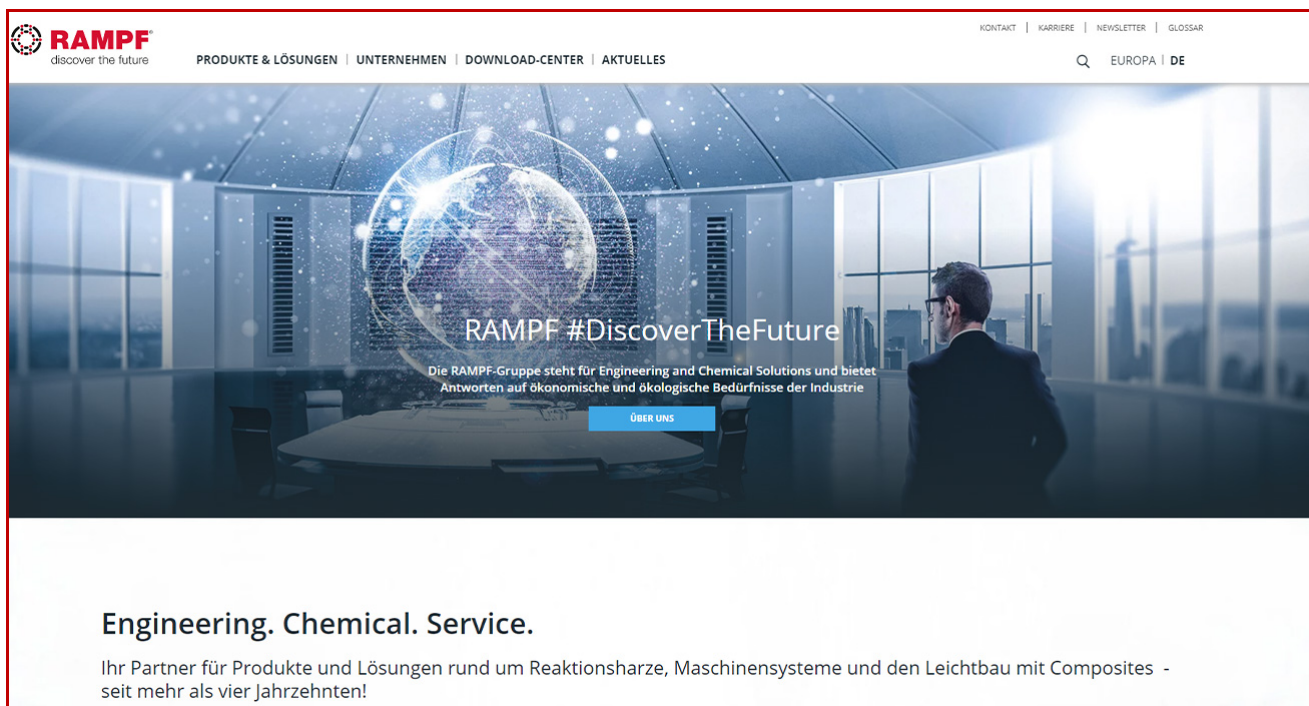 KONTAKT | KARRIERE | NEWSLETTER | GLOSSAR
RAMPF®
discover the future
PRODUKTE & LÖSUNGEN | UNTERNEHMEN | DOWNLOAD-CENTER | AKTUELLES
EUROPA | DE
RAMPF #DiscoverTheFuture
Die RAMPF-Gruppe steht für Engineering and Chemical Solutions und bietet
Antworten auf ökonomische und ökologische Bedürfnisse der Industrie
ÜBER UNS
Engineering. Chemical. Service.
Ihr Partner für Produkte und Lösungen rund um Reaktionsharze, Maschinensysteme und den Leichtbau mit Composites -
seit mehr als vier Jahrzehnten!